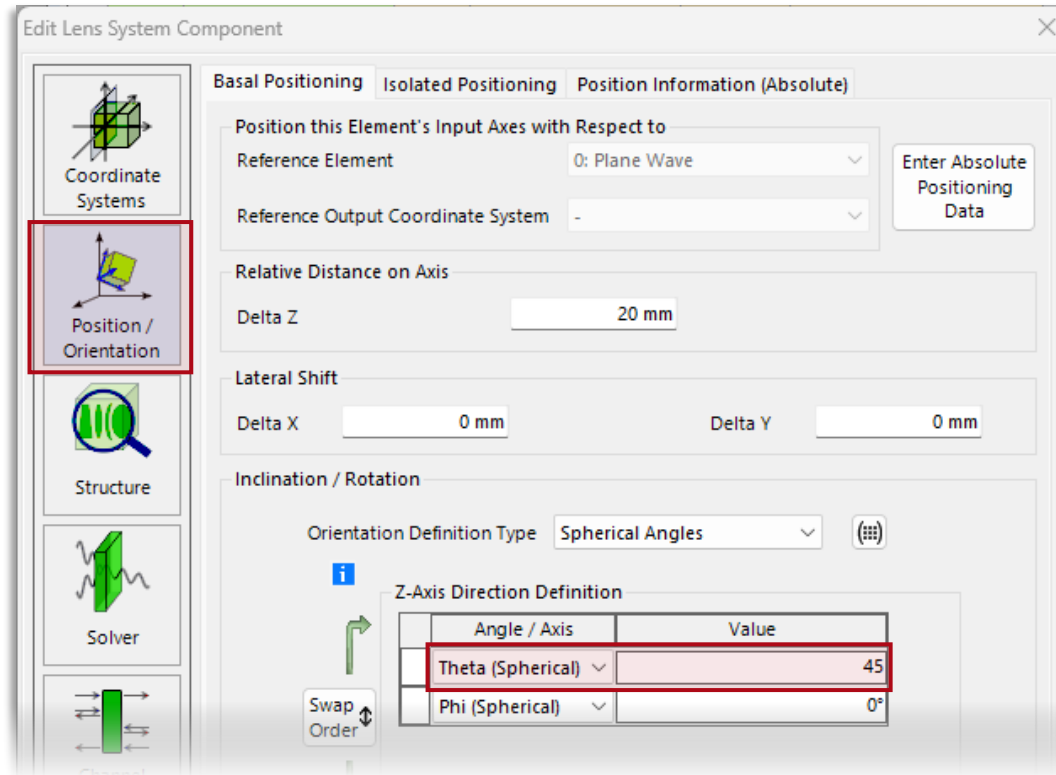 Edit Lens System Component
Coordinate
Systems
Position /
Orientation
Structure
Solver
Channel
Basal Positioning
Isolated Positioning
Position Information (Absolute)
Position this Element's Input Axes with Respect to
Reference Element
0: Plane Wave
Reference Output Coordinate System
-
Enter Absolute
Positioning
Data
Relative Distance on Axis
Delta Z
20 mm
Lateral Shift
Delta X
0 mm
Delta Y
0 mm
Inclination / Rotation
Orientation Definition Type
Spherical Angles
i
Z-Axis Direction Definition
Angle / Axis
Value
Theta (Spherical)
45
Phi (Spherical)
0°
Swap
Order